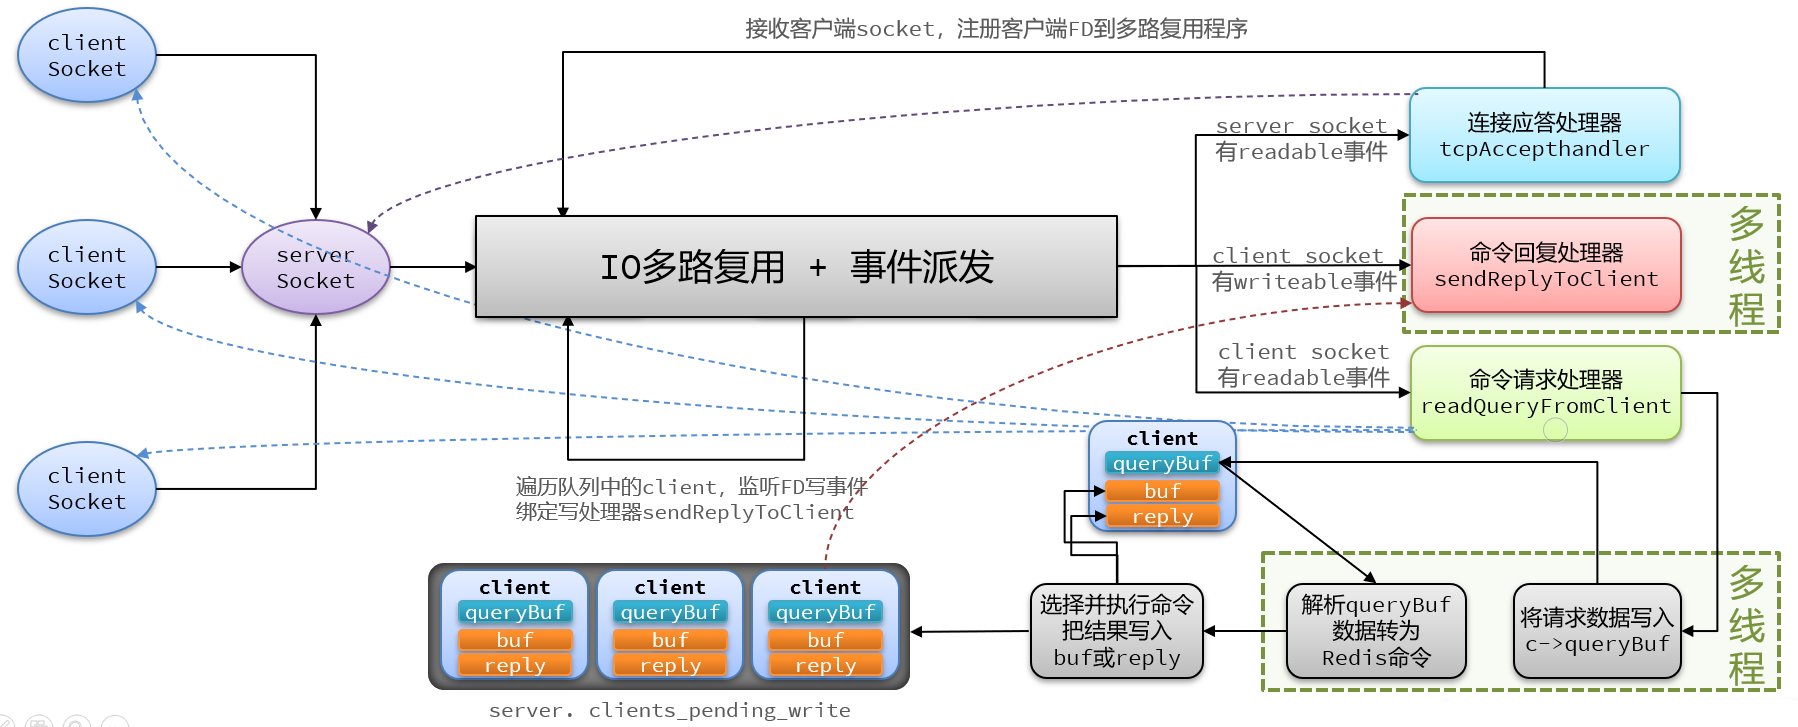 接收客户端socket，注册客户端FD到多路复用程序
client
Socket
client
Socket
client
Socket
server
Socket
IO多路复用 + 事件派发
server socket
有readable事件
连接应答处理器
tcpAccepthandler
client socket
有writeable事件
命令回复处理器
sendReplyToClient
多线程
client socket
有readable事件
命令请求处理器
readQueryFromClient
遍历队列中的client，监听FD写事件
绑定写处理器sendReplyToClient
client
queryBuf
buf
reply
client
queryBuf
buf
reply
client
queryBuf
buf
reply
client
queryBuf
buf
reply
server. clients_pending_write
选择并执行命令
把结果写入
buf或reply
解析queryBuf
数据转为
Redis命令
将请求数据写入
c->queryBuf
多线程